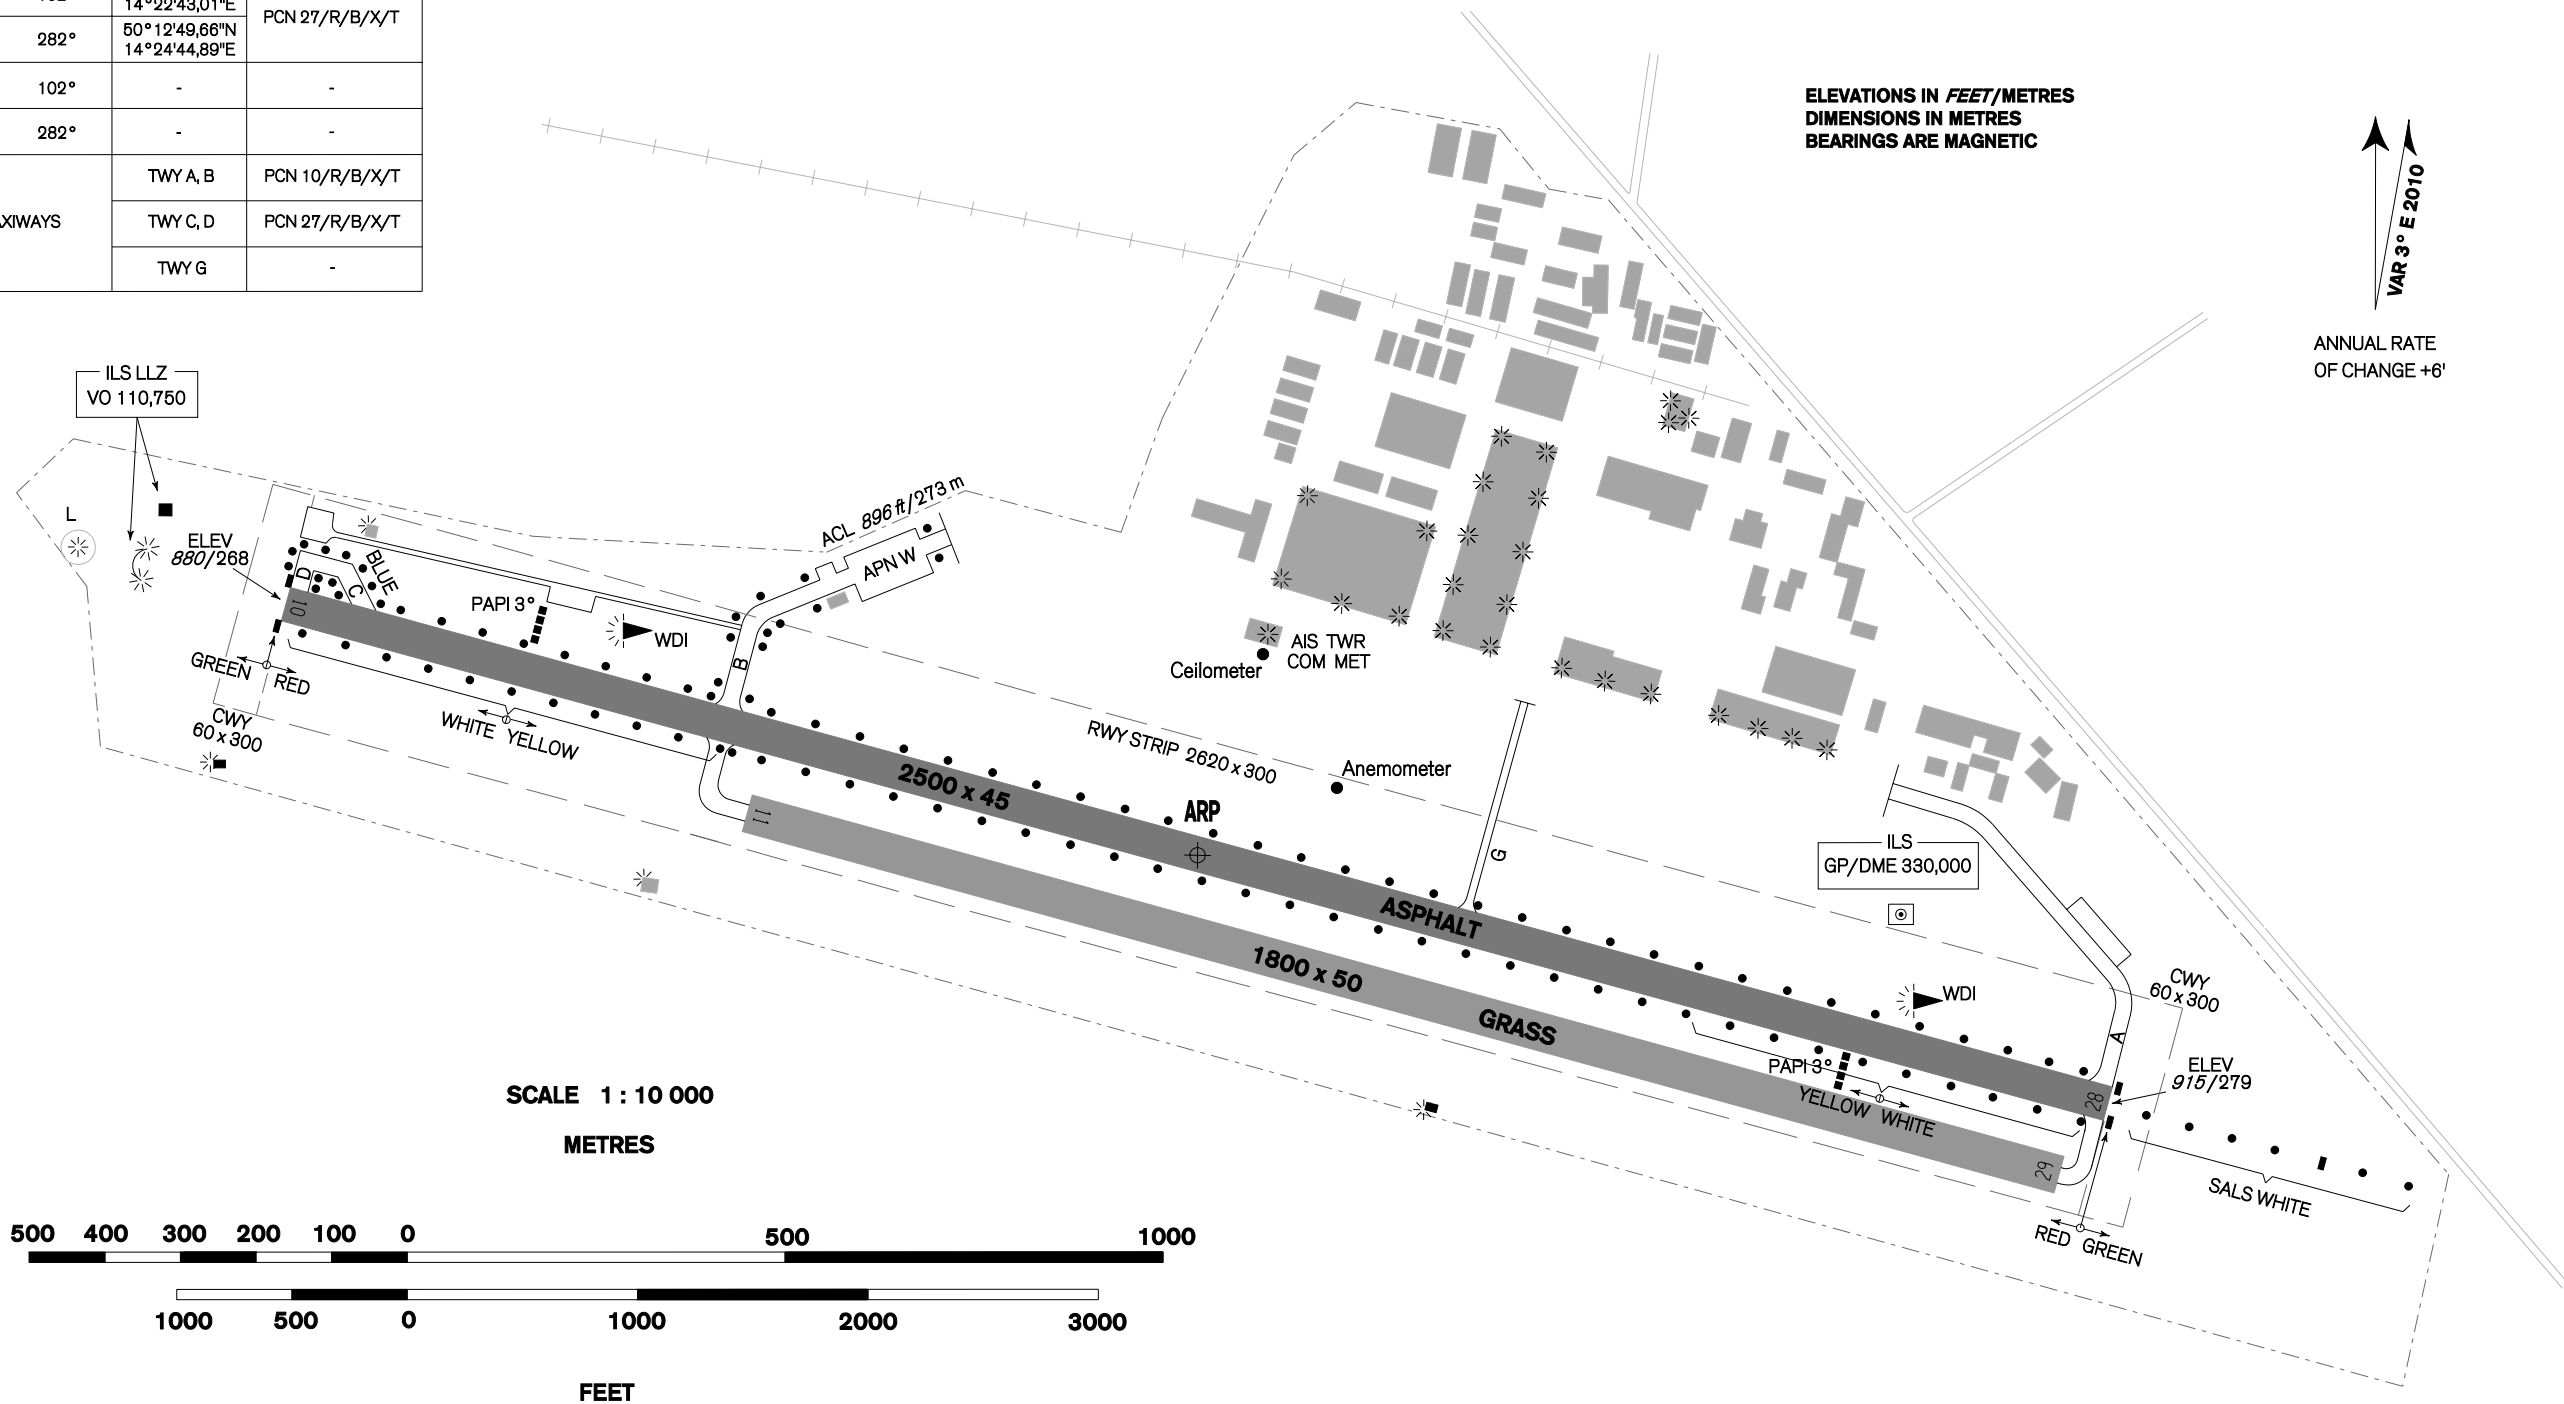 14°22'43,01"E
PCN 27/R/B/X/T
282°
50°12'49,66"N
14°24'44,89"E
102°
-
-
282°
-
-
TWY A, B
PCN 10/R/B/X/T
TWY C, D
PCN 27/R/B/X/T
TWY G
-
ELEVATIONS IN FEET/METRES
DIMENSIONS IN METRES
BEARINGS ARE MAGNETIC
VAR 3° E 2010
ANNUAL RATE
OF CHANGE +6'
ILS LLZ
VO 110,750
L
ELEV
880/268
D
C
BLUE
10
PAPI 3°
WDI
B
ACL 896 ft/273 m
APN W
GREEN
RED
CWY
60 x 300
WHITE YELLOW
AIS TWR
COM MET
Ceilometer
RWY STRIP 2620 x 300
Anemometer
2500 x 45
ARP
11
G
ASPHALT
ILS
GP/DME 330,000
1800 x 50
GRASS
WDI
CWY
60 x 300
A
PAPI 3°
YELLOW WHITE
28
ELEV
915/279
29
SALS WHITE
RED GREEN
SCALE 1 : 10 000
METRES
500 400 300 200 100 0 500 1000
1000 500 0 1000 2000 3000
FEET